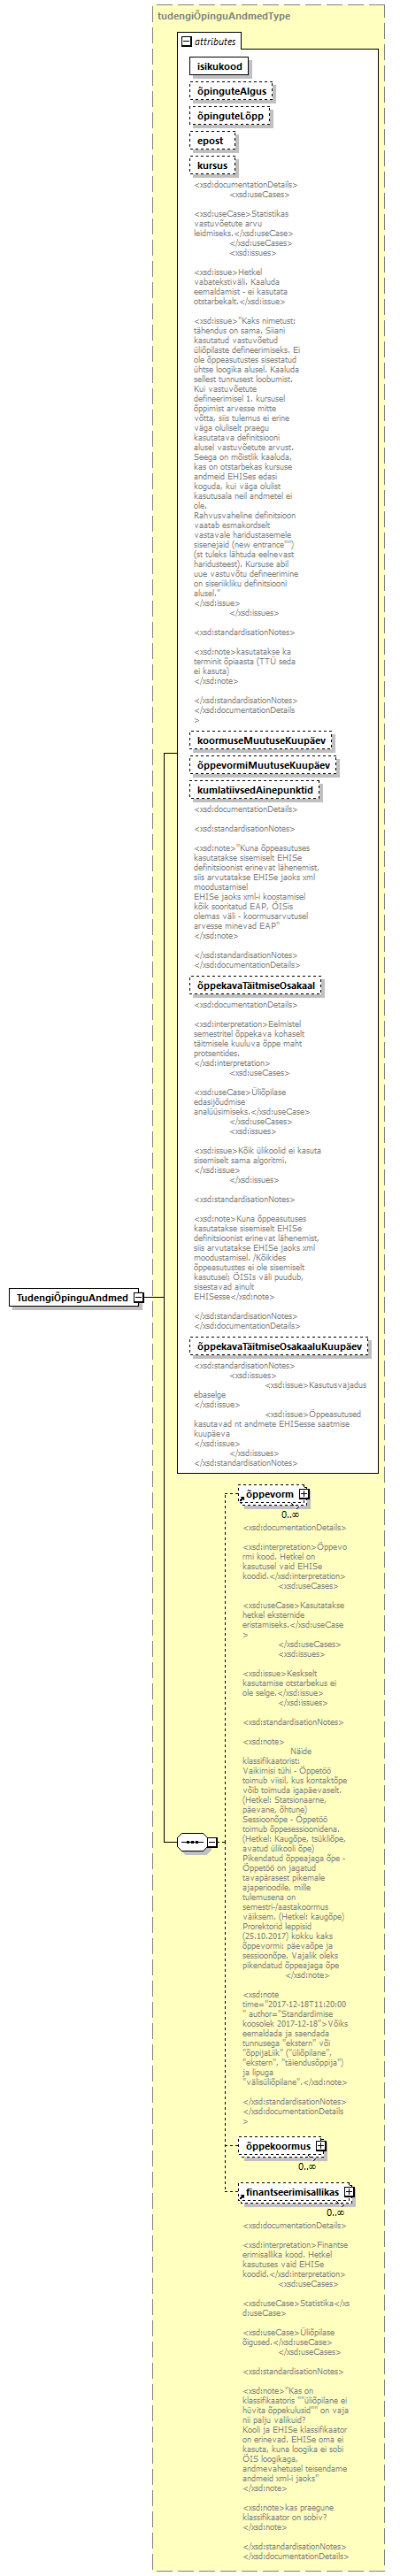 tudengiÕpinguAndmedType
attributes
isikukood
õpinguteAlgus
õpinguteLõpp
epost
kursus
<xsd:documentationDetails>
<xsd:useCases>
<xsd:useCase>Statistikas
vastuvõetute arvu
leidmiseks.</xsd:useCase>
</xsd:useCases>
<xsd:issues>
<xsd:issue>Hetkel
vabatekstiväli. Kaaluda
eemaldamist - ei kasutata
otstarbekalt.</xsd:issue>
<xsd:issue>"Kaks nimetust;
tähendus on sama. Siiani
kasutatud vastuvõetud
üliõpilaste defineerimiseks. Ei
ole õppeasutustes sisestatud
ühtse loogika alusel. Kaaluda
sellest tunnusest loobumist.
Kui vastuvõetute
defineerimisel 1. kursusel
õppimist arvesse mitte
võtta, siis tulemus ei erine
väga oluliselt praegu
kasutatava definitsiooni
alusel vastuvõetute arvust.
Seega on mõistlik kaaluda,
kas on otstarbekas kursuse
andmeid EHISes edasi
koguda, kui väga olulist
kasutusala neil andmetel ei
ole.
Rahvusvaheline definitsioon
vaatab esmakordselt
vastavale haridustasemele
sisenejaid (new entrance"")
(st tuleks lähtuda eelnevast
haridusteest). Kursuse abil
uue vastuvõtu defineerimine
on siseriikliku definitsiooni
alusel."
</xsd:issue>
</xsd:issues>
<xsd:standardisationNotes>
<xsd:note>kasutatakse ka
terminit õpiaasta (TTÜ seda
ei kasuta)
</xsd:note>
</xsd:standardisationNotes>
</xsd:documentationDetails
>
koormuseMuutuseKuupäev
õppevormiMuutuseKuupäev
kumlatiivsedAinepunktid
<xsd:documentationDetails>
<xsd:standardisationNotes>
<xsd:note>"Kuna õppeasutuses
kasutatakse sisemiselt EHISe
definitsioonist erinevat lähenemist,
siis arvutatakse EHISe jaoks xml
moodustamisel
EHISe jaoks xml-i koostamisel
kõik sooritatud EAP, ÕISis
olemas väli - koormusarvutusel
arvesse minevad EAP"
</xsd:note>
</xsd:standardisationNotes>
</xsd:documentationDetails>
õppekavaTäitmiseOsakaal
<xsd:documentationDetails>
<xsd:interpretation>Eelmistel
semestritel õppekava kohaselt
täitmisele kuuluva õppe maht
protsentides.
</xsd:interpretation>
<xsd:useCases>
<xsd:useCase>Üliõpilase
edasijõudmise
analüüsimiseks.</xsd:useCase>
</xsd:useCases>
<xsd:issues>
<xsd:issue>Kõik ülikoolid ei kasuta
sisemiselt sama algoritmi.
</xsd:issue>
</xsd:issues>
<xsd:standardisationNotes>
<xsd:note>Kuna õppeasutuses
kasutatakse sisemiselt EHISe
definitsioonist erinevat lähenemist,
siis arvutatakse EHISe jaoks xml
moodustamisel. /Kõikides
õppeasutustes ei ole sisemiselt
kasutusel; ÕISIs väli puudub,
sisestavad ainult
EHISesse</xsd:note>
</xsd:standardisationNotes>
</xsd:documentationDetails>
õppekavaTäitmiseOsakaaluKuupäev
<xsd:standardisationNotes>
<xsd:issues>
<xsd:issue>Kasutusvajadus
ebaselge
</xsd:issue>
<xsd:issue>Õppeasutused
kasutavad nt andmete EHISesse saatmise
kuupäeva
</xsd:issue>
</xsd:issues>
</xsd:standardisationNotes>
TudengiÕpinguAndmed
õppevorm
0..∞
<xsd:documentationDetails>
<xsd:interpretation>Õppevo
rmi kood. Hetkel on
kasutusel vaid EHISe
koodid.</xsd:interpretation>
<xsd:useCases>
<xsd:useCase>Kasutatakse
hetkel eksternide
eristamiseks.</xsd:useCase
>
</xsd:useCases>
<xsd:issues>
<xsd:issue>Keskselt
kasutamise otstarbekus ei
ole selge.</xsd:issue>
</xsd:issues>
<xsd:standardisationNotes>
<xsd:note>
Näide
klassifikaatorist:
Vaikimisi tühi - Õppetöö
toimub viisil, kus kontaktõpe
võib toimuda igapäevaselt.
(Hetkel: Statsionaarne,
päevane, õhtune)
Sessioonõpe - Õppetöö
toimub õppesessioonidena.
(Hetkel: Kaugõpe, tsükliõpe,
avatud ülikooli õpe)
Pikendatud õppeajaga õpe -
Õppetöö on jagatud
tavapärasest pikemale
ajaperioodile, mille
tulemusena on
semestri-/aastakoormus
väiksem. (Hetkel: kaugõpe)
Prorektorid leppisid
(25.10.2017) kokku kaks
õppevormi: päevaõpe ja
sessioonõpe. Vajalik oleks
pikendatud õppeajaga õpe
</xsd:note>
<xsd:note
time="2017-12-18T11:20:00
" author="Standardimise
koosolek 2017-12-18">Võiks
eemaldada ja saendada
tunnusega "ekstern" või
"õppijaLiik" ("üliõpilane",
"ekstern", "täiendusõppija")
ja lipuga
"välisüliõpilane".</xsd:note>
</xsd:standardisationNotes>
</xsd:documentationDetails
>
õppekoormus
0..∞
finantseerimisallikas
0..∞
<xsd:documentationDetails>
<xsd:interpretation>Finantse
erimisallika kood. Hetkel
kasutuses vaid EHISe
koodid.</xsd:interpretation>
<xsd:useCases>
<xsd:useCase>Statistika</xs
d:useCase>
<xsd:useCase>Üliõpilase
õigused.</xsd:useCase>
</xsd:useCases>
<xsd:standardisationNotes>
<xsd:note>"Kas on
klassifikaatoris ""üliõpilane ei
hüvita õppekulusid"" on vaja
nii palju valikuid?
Kooli ja EHISe klassifikaator
on erinevad. EHISe oma ei
kasuta, kuna loogika ei sobi
ÕIS loogikaga,
andmevahetusel teisendame
andmeid xml-i jaoks"
</xsd:note>
<xsd:note>kas praegune
klassifikaator on sobiv?
</xsd:note>
</xsd:standardisationNotes>
</xsd:documentationDetails>